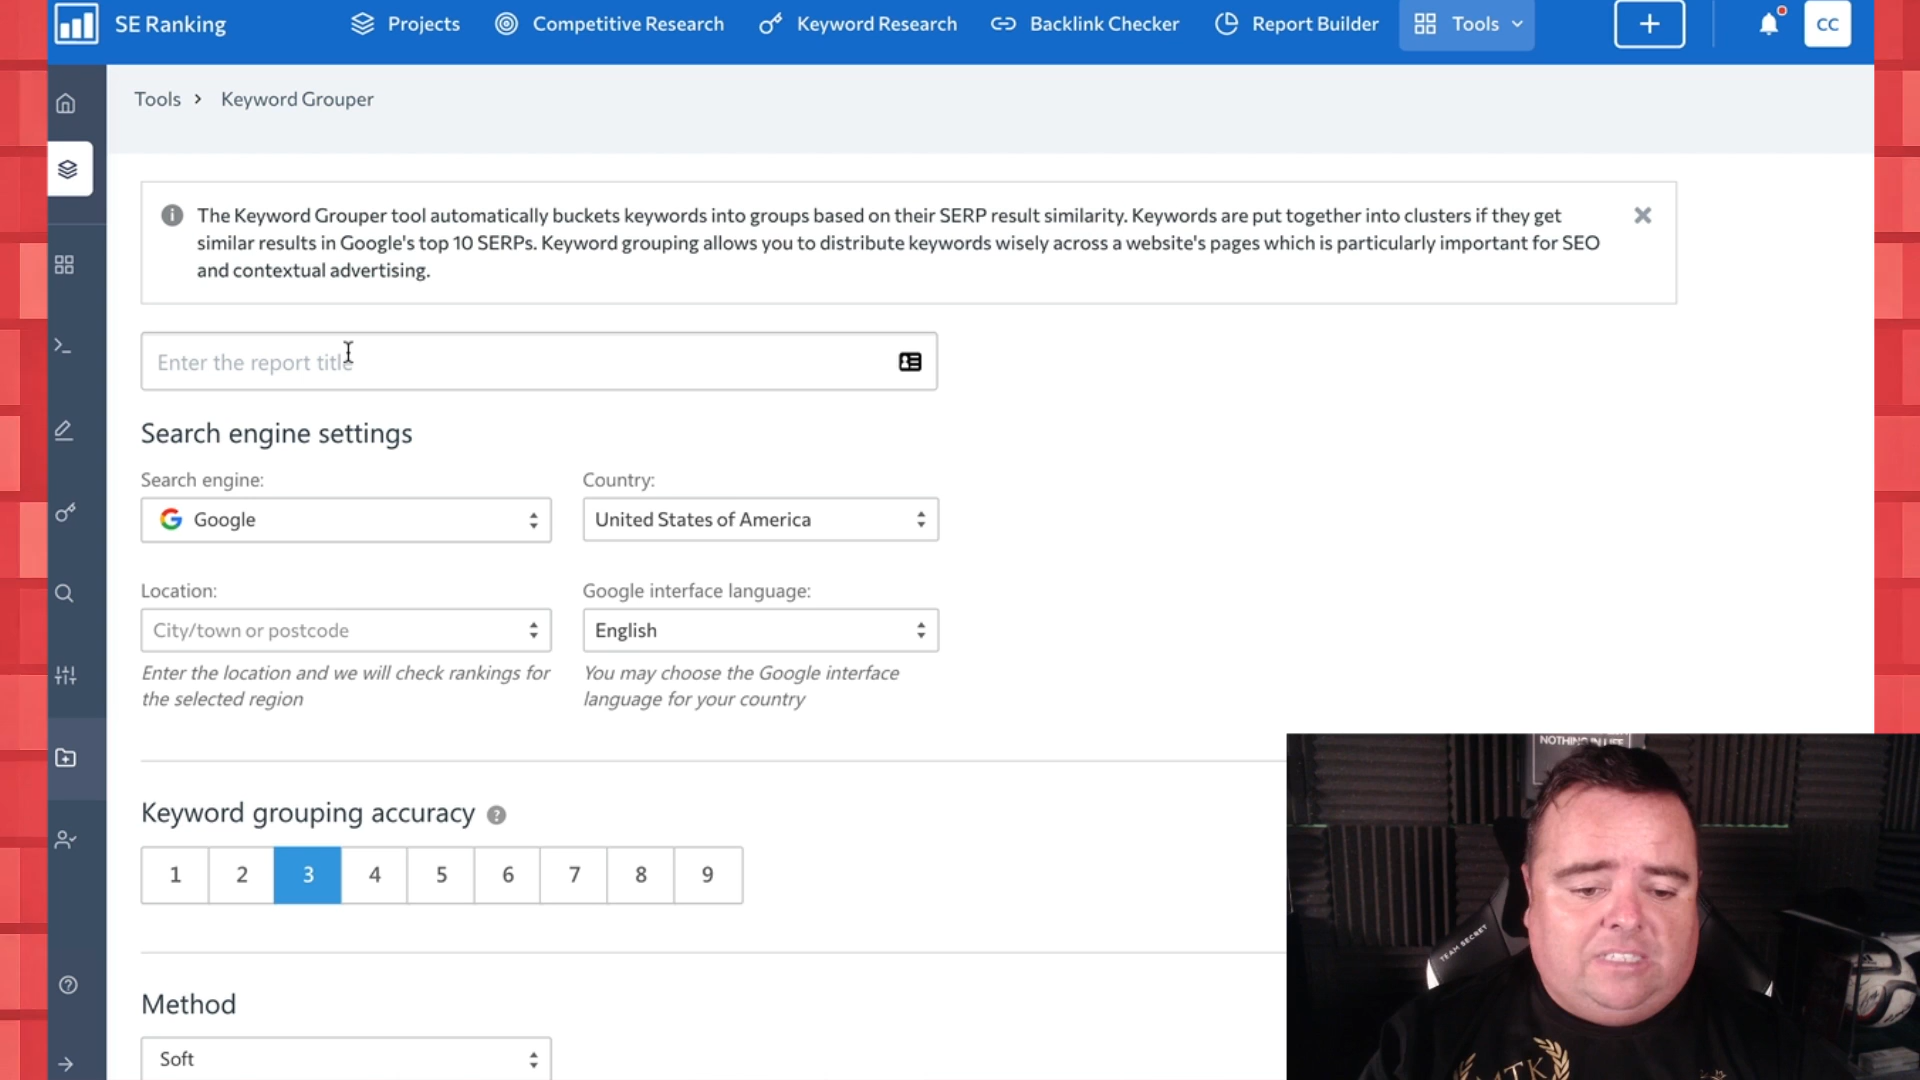 SE Ranking
Projects
Competitive Research
Keyword Research
Backlink Checker
Report Builder
Tools
CC
Tools > Keyword Grouper
The Keyword Grouper tool automatically buckets keywords into groups based on their SERP result similarity. Keywords are put together into clusters if they get
similar results in Google's top 10 SERPs. Keyword grouping allows you to distribute keywords wisely across a website's pages which is particularly important for SEO
and contextual advertising.
Enter the report title
Search engine settings
Search engine:
Country:
Google
United States of America
Location:
Google interface language:
City/town or postcode
English
Enter the location and we will check rankings for
the selected region
You may choose the Google interface
language for your country
Keyword grouping accuracy ?
1 2 3 4 5 6 7 8 9
Method
Soft
NOTHING IN LIFE
TEAM SECRET